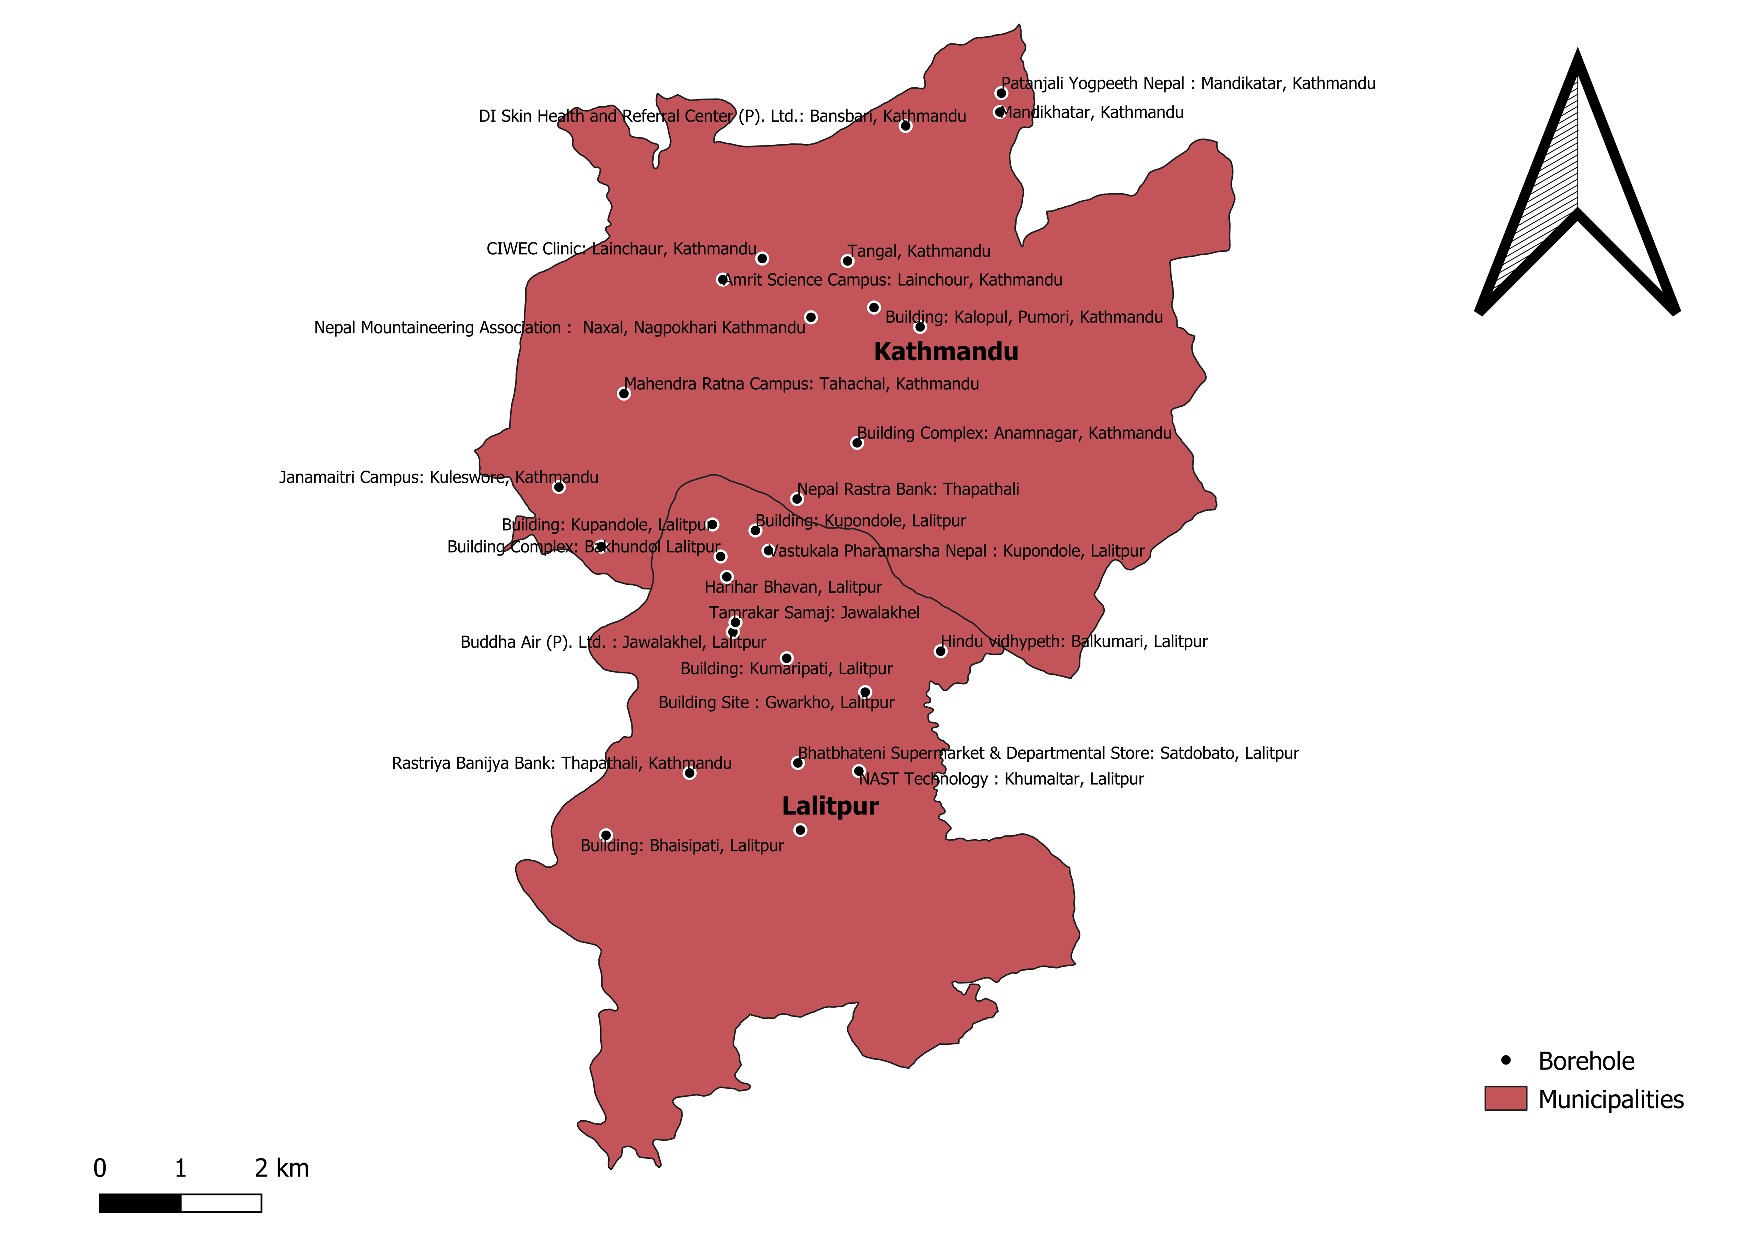 Patanjali Yogpeeth Nepal : Mandikatar, Kathmandu
Mandikhatar, Kathmandu
DI Skin Health and Referral Center (P). Ltd.: Bansbari, Kathmandu
CIWEC Clinic: Lainchaur, Kathmandu
Tangal, Kathmandu
Amrit Science Campus: Lainchour, Kathmandu
Building: Kalopul, Pumori, Kathmandu
Nepal Mountaineering Association : Naxal, Nagpokhari Kathmandu
Kathmandu
Mahendra Ratna Campus: Tahachal, Kathmandu
Building Complex: Anamnagar, Kathmandu
Janamaitri Campus: Kuleswore, Kathmandu
Nepal Rastra Bank: Thapathali
Building: Kupandole, Lalitpur
Building: Kupondole, Lalitpur
Building Complex: Bakhundol Lalitpur
Vastukala Pharamarsha Nepal : Kupondole, Lalitpur
Harihar Bhavan, Lalitpur
Tamrakar Samaj: Jawalakhel
Buddha Air (P). Ltd. : Jawalakhel, Lalitpur
Hindu vidhypeth: Balkumari, Lalitpur
Building: Kumaripati, Lalitpur
Building Site : Gwarkho, Lalitpur
Bhatbhateni Supermarket & Departmental Store: Satdobato, Lalitpur
Rastriya Banijya Bank: Thapathali, Kathmandu
NAST Technology : Khumaltar, Lalitpur
Lalitpur
Building: Bhaisipati, Lalitpur
Borehole
Municipalities
0 1 2 km